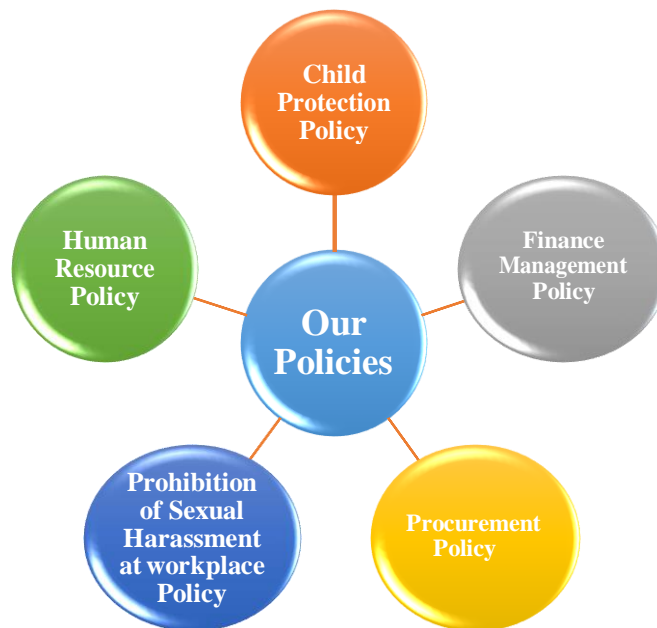 Child
Protection
Policy
Human
Resource
Policy
Finance
Management
Policy
Our
Policies
Prohibition
of Sexual
Harassment
at workplace
Policy
Procurement
Policy